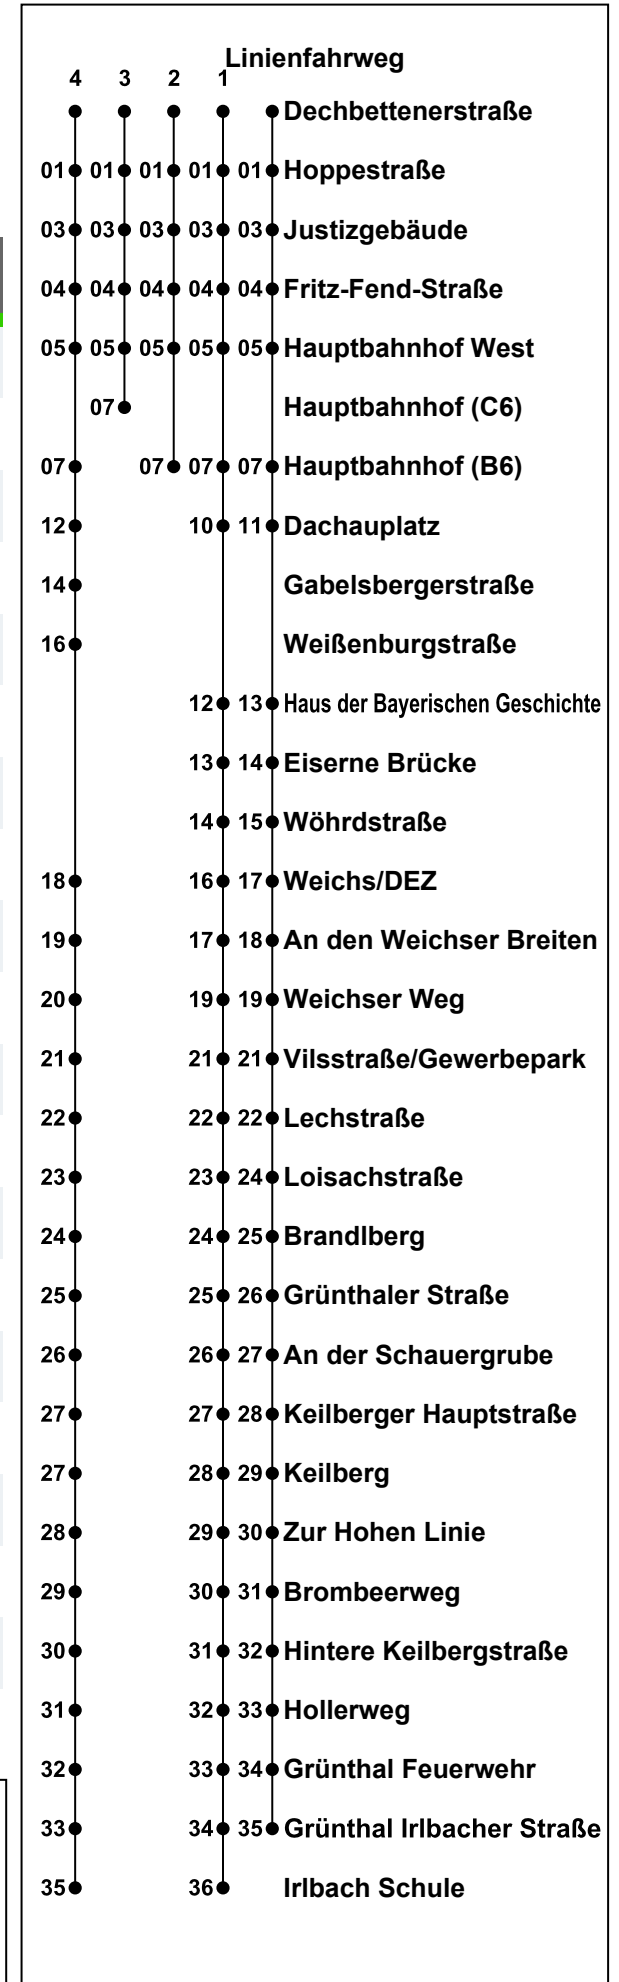 Linienfahrweg
4 3 2 1
Dechbettenerstraße
01 01 01 01 01 Hoppestraße
03 03 03 03 03 Justizgebäude
04 04 04 04 04 Fritz-Fend-Straße
05 05 05 05 05 Hauptbahnhof West
07 Hauptbahnhof (C6)
07 07 07 07 Hauptbahnhof (B6)
12 10 11 Dachauplatz
14 Gabelsbergerstraße
16 Weißenburgstraße
12 13 Haus der Bayerischen Geschichte
13 14 Eiserne Brücke
14 15 Wöhrdstraße
18 16 17 Weichs/DEZ
19 17 18 An den Weichser Breiten
20 19 19 Weichser Weg
21 21 21 Vilsstraße/Gewerbepark
22 22 22 Lechstraße
23 23 24 Loisachstraße
24 24 25 Brandlberg
25 25 26 Grünthaler Straße
26 26 27 An der Schauergrube
27 27 28 Keilberger Hauptstraße
27 28 29 Keilberg
28 29 30 Zur Hohen Linie
29 30 31 Brombeerweg
30 31 32 Hintere Keilbergstraße
31 32 33 Hollerweg
32 33 34 Grünthal Feuerwehr
33 34 35 Grünthal Irlbacher Straße
35 36 Irlbach Schule